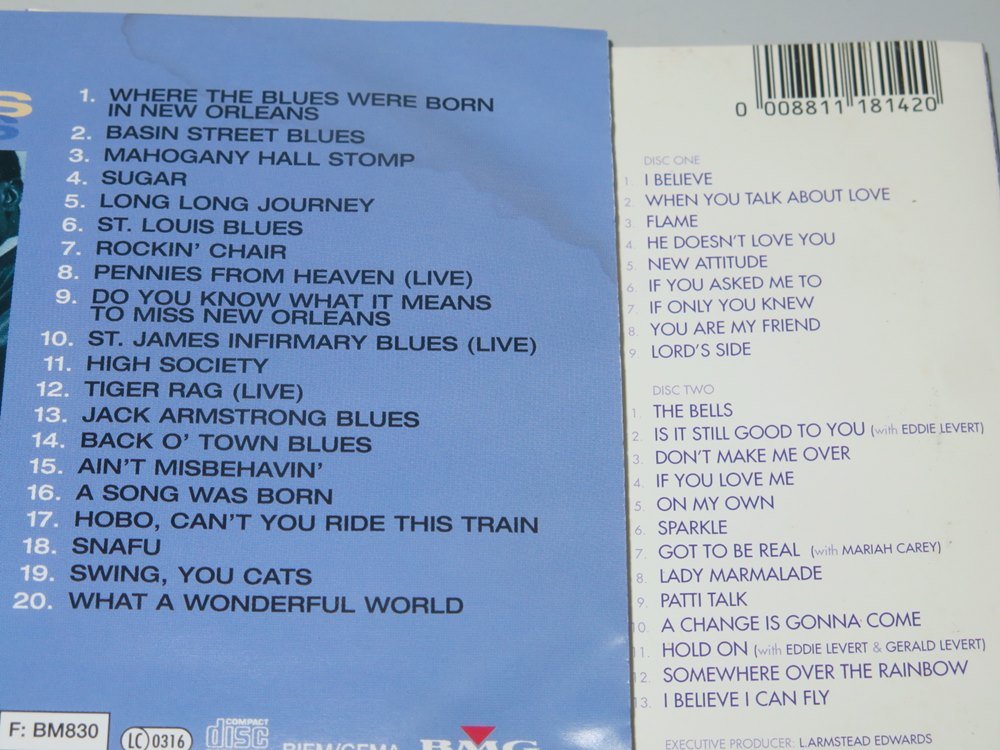 S
S
1. WHERE THE BLUES WERE BORN
IN NEW ORLEANS
2. BASIN STREET BLUES
3. MAHOGANY HALL STOMP
4. SUGAR
5. LONG LONG JOURNEY
6. ST. LOUIS BLUES
7. ROCKIN' CHAIR
8. PENNIES FROM HEAVEN (LIVE)
9. DO YOU KNOW WHAT IT MEANS
TO MISS NEW ORLEANS
10. ST. JAMES INFIRMARY BLUES (LIVE)
11. HIGH SOCIETY
12. TIGER RAG (LIVE)
13. JACK ARMSTRONG BLUES
14. BACK O' TOWN BLUES
15. AIN'T MISBEHAVIN'
16. A SONG WAS BORN
17. HOBO, CAN'T YOU RIDE THIS TRAIN
18. SNAFU
19. SWING, YOU CATS
20. WHAT A WONDERFUL WORLD
F: BM830
LC 0316
COMPACT
disc
BIEM/GEMA
BMG
0 008811 181420
DISC ONE
1. I BELIEVE
2. WHEN YOU TALK ABOUT LOVE
3. FLAME
4. HE DOESN'T LOVE YOU
5. NEW ATTITUDE
6. IF YOU ASKED ME TO
7. IF ONLY YOU KNEW
8. YOU ARE MY FRIEND
9 LORD'S SIDE
DISC TWO
1. THE BELLS
2. IS IT STILL GOOD TO YOU (with EDDIE LEVERT)
3. DON'T MAKE ME OVER
4. IF YOU LOVE ME
5. ON MY OWN
6. SPARKLE
7. GOT TO BE REAL (with MARIAH CAREY)
8. LADY MARMALADE
9. PATTI TALK
10. A CHANGE IS GONNA COME
11. HOLD ON (with EDDIE LEVERT & GERALD LEVERT)
12. SOMEWHERE OVER THE RAINBOW
13. I BELIEVE I CAN FLY
EXECUTIVE PRODUCER: L.ARMSTEAD EDWARDS